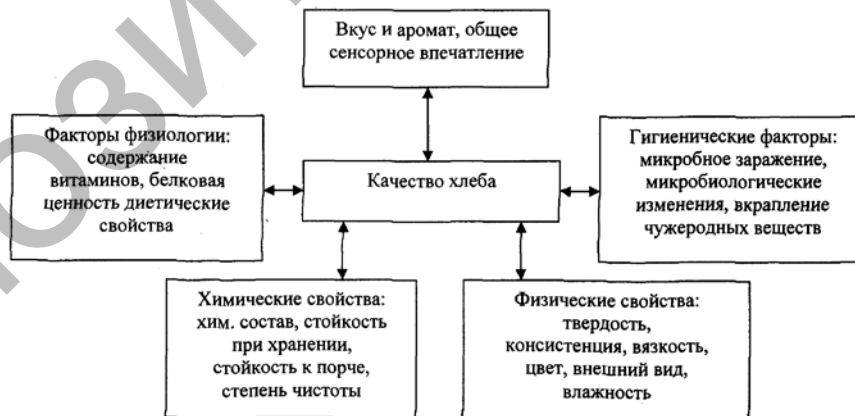 Вкус и аромат, общее
сенсорное впечатление
Факторы физиологии:
содержание
витаминов, белковая
ценность диетические
свойства
Качество хлеба
Гигиенические факторы:
микробное заражение,
микробиологические
изменения, вкрапление
чужеродных веществ
Химические свойства:
хим. состав, стойкость
при хранении,
стойкость к порче,
степень чистоты
Физические свойства:
твердость,
консистенция, вязкость,
цвет, внешний вид,
влажность